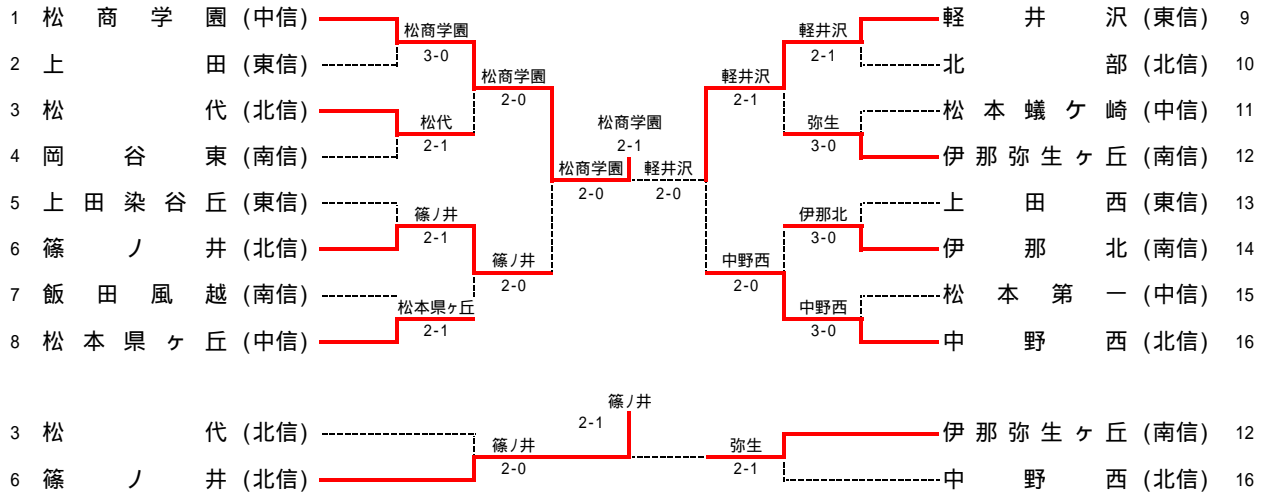 1 松商学園 (中信) 軽井沢 (東信) 9
松商学園 軽井沢
3-0 2-1
2 上田 (東信) 北部 (北信) 10
松商学園 軽井沢
2-0 2-1
3 松代 (北信) 松本蟻ケ崎 (中信) 11
松代 松商学園 弥生
2-1 2-1 3-0
4 岡谷東 (南信) 伊那弥生ヶ丘 (南信) 12
松商学園 軽井沢
2-0 2-0
5 上田染谷丘 (東信) 上田西 (東信) 13
篠ノ井 伊那北
2-1 3-0
6 篠ノ井 (北信) 伊那北 (南信) 14
篠ノ井 中野西
2-0 2-0
7 飯田風越 (南信) 松本第一 (中信) 15
松本県ヶ丘 中野西
2-1 3-0
8 松本県ヶ丘 (中信) 中野西 (北信) 16
篠ノ井
2-1
3 松代 (北信) 伊那弥生ヶ丘 (南信) 12
篠ノ井 弥生
2-0 2-1
6 篠ノ井 (北信) 中野西 (北信) 16